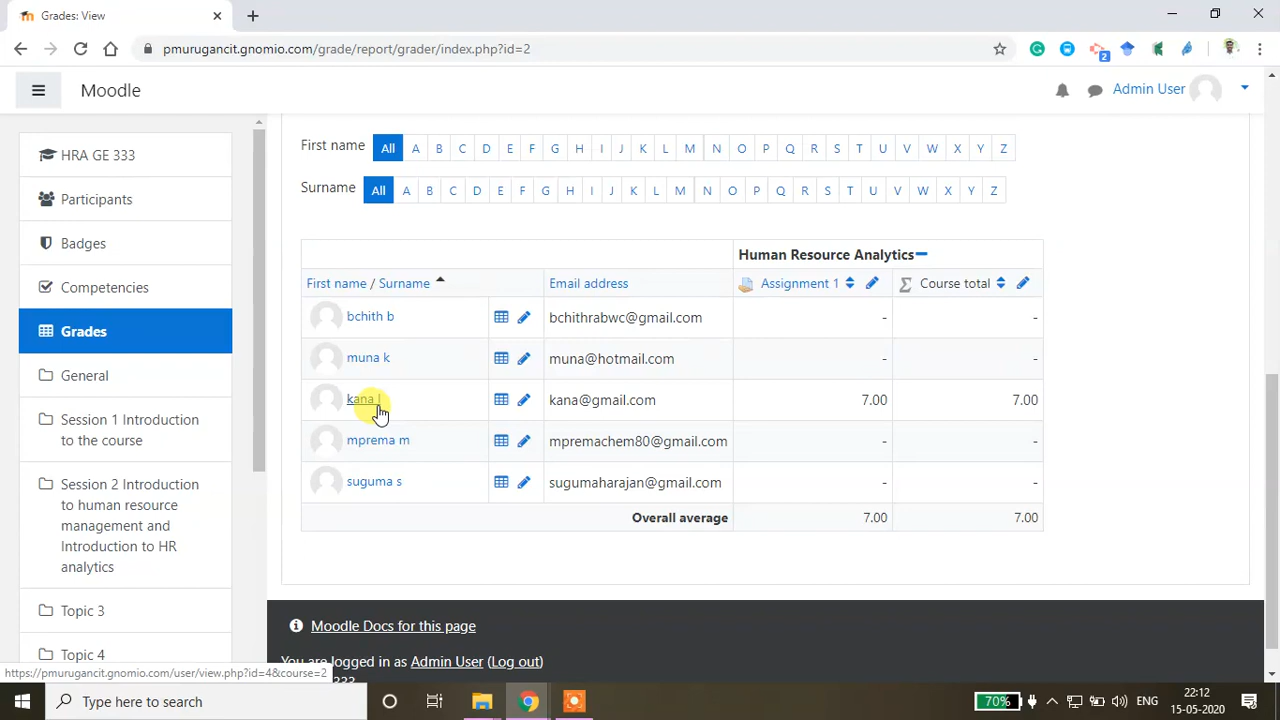 Grades: View
pmurugancit.gnomio.com/grade/report/grader/index.php?id=2
2
Moodle
Admin User
HRA GE 333
Participants
Badges
Competencies
Grades
General
Session 1 Introduction
to the course
Session 2 Introduction
to human resource
management and
Introduction to HR
analytics
Topic 3
Topic 4
First name All A B C D E F G H I J K L M N O P Q R S T U V W X Y Z
Surname All A B C D E F G H I J K L M N O P Q R S T U V W X Y Z
Human Resource Analytics
First name / Surname Email address Assignment 1 Course total
bchith b bchithrabwc@gmail.com - -
muna k muna@hotmail.com - -
kana l kana@gmail.com 7.00 7.00
mprema m mpremachem80@gmail.com - -
suguma s sugumaharajan@gmail.com - -
Overall average 7.00 7.00
Moodle Docs for this page
You are logged in as Admin User (Log out)
333
https://pmurugancit.gnomio.com/user/view.php?id=4&course=2
Type here to search
70%
ENG
22:12
15-05-2020